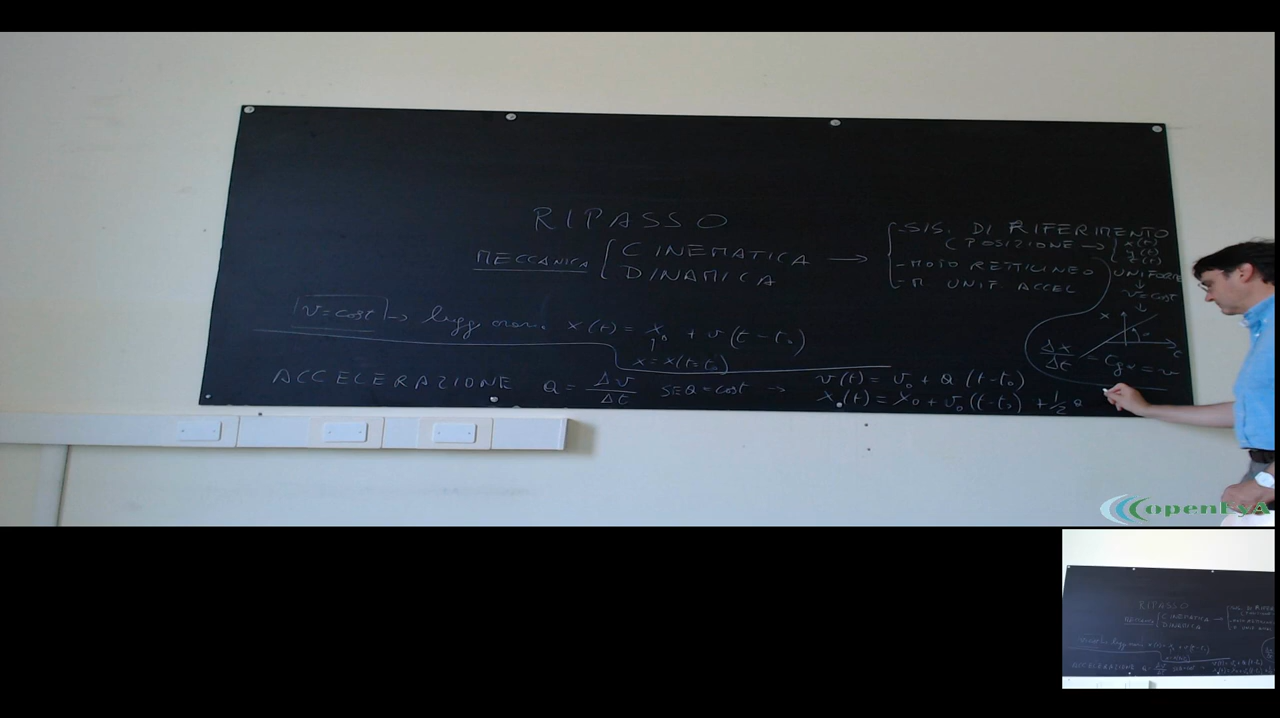 RIPASSO
MECCANICA { CINEMATICA
DINAMICA →
- SIS. DI RIFERIMENTO
( POSIZIONE → { x(t)
y(t)
z(t)
- MOTO RETTILINEO UNIFORME
- M UNIF ACCEL
↓
v = cost
↓
x
Δx/Δt = tgα = v
v = cost → legge oraria x(t) = x₀ + v(t - t₀)
x = x(t = t₀)
ACCELERAZIONE a = Δv/Δt SE a = cost → v(t) = v₀ + a (t - t₀)
x(t) = x₀ + v₀(t - t₀) + 1/2 a
openEyA